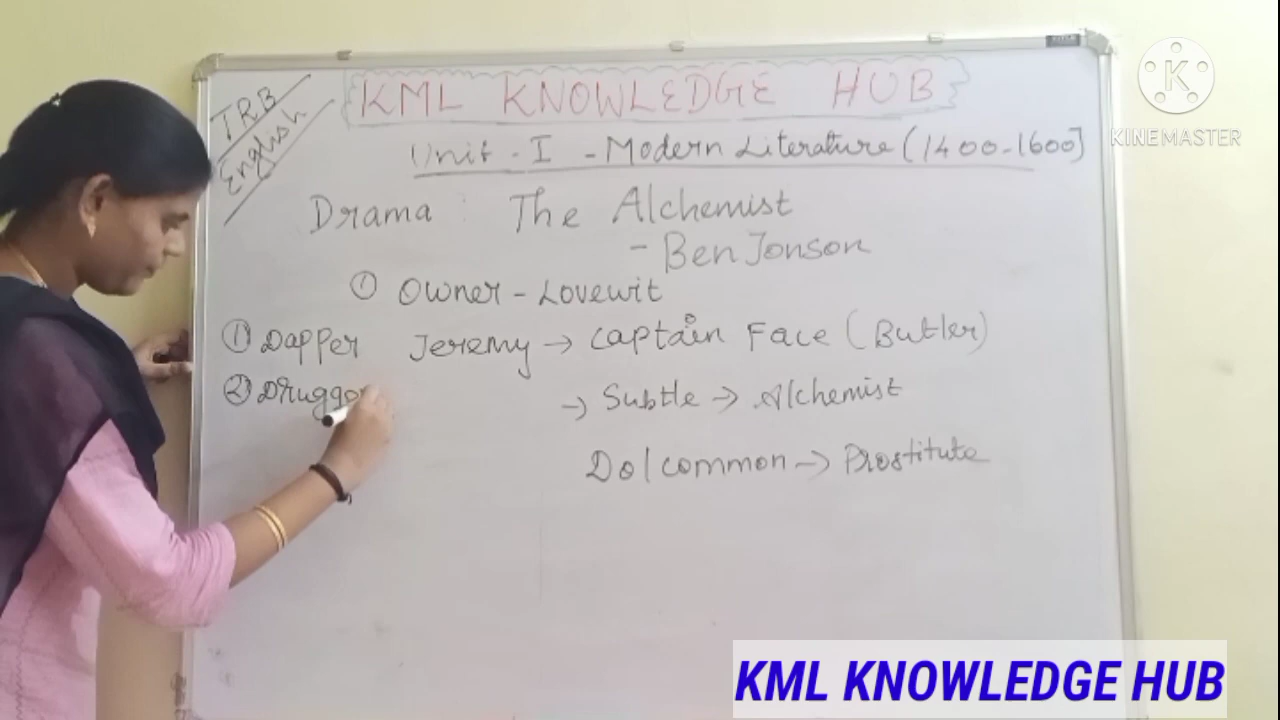 TRB
English
KML KNOWLEDGE HUB
Unit - I - Modern Literature (1400-1600]
Drama : The Alchemist
- Ben Jonson
① Owner - Lovewit
① Dapper Jeremy → Captain Face (Butler)
② Drugger
→ Subtle → Alchemist
Dol common → Prostitute
K
KINEMASTER
KML KNOWLEDGE HUB